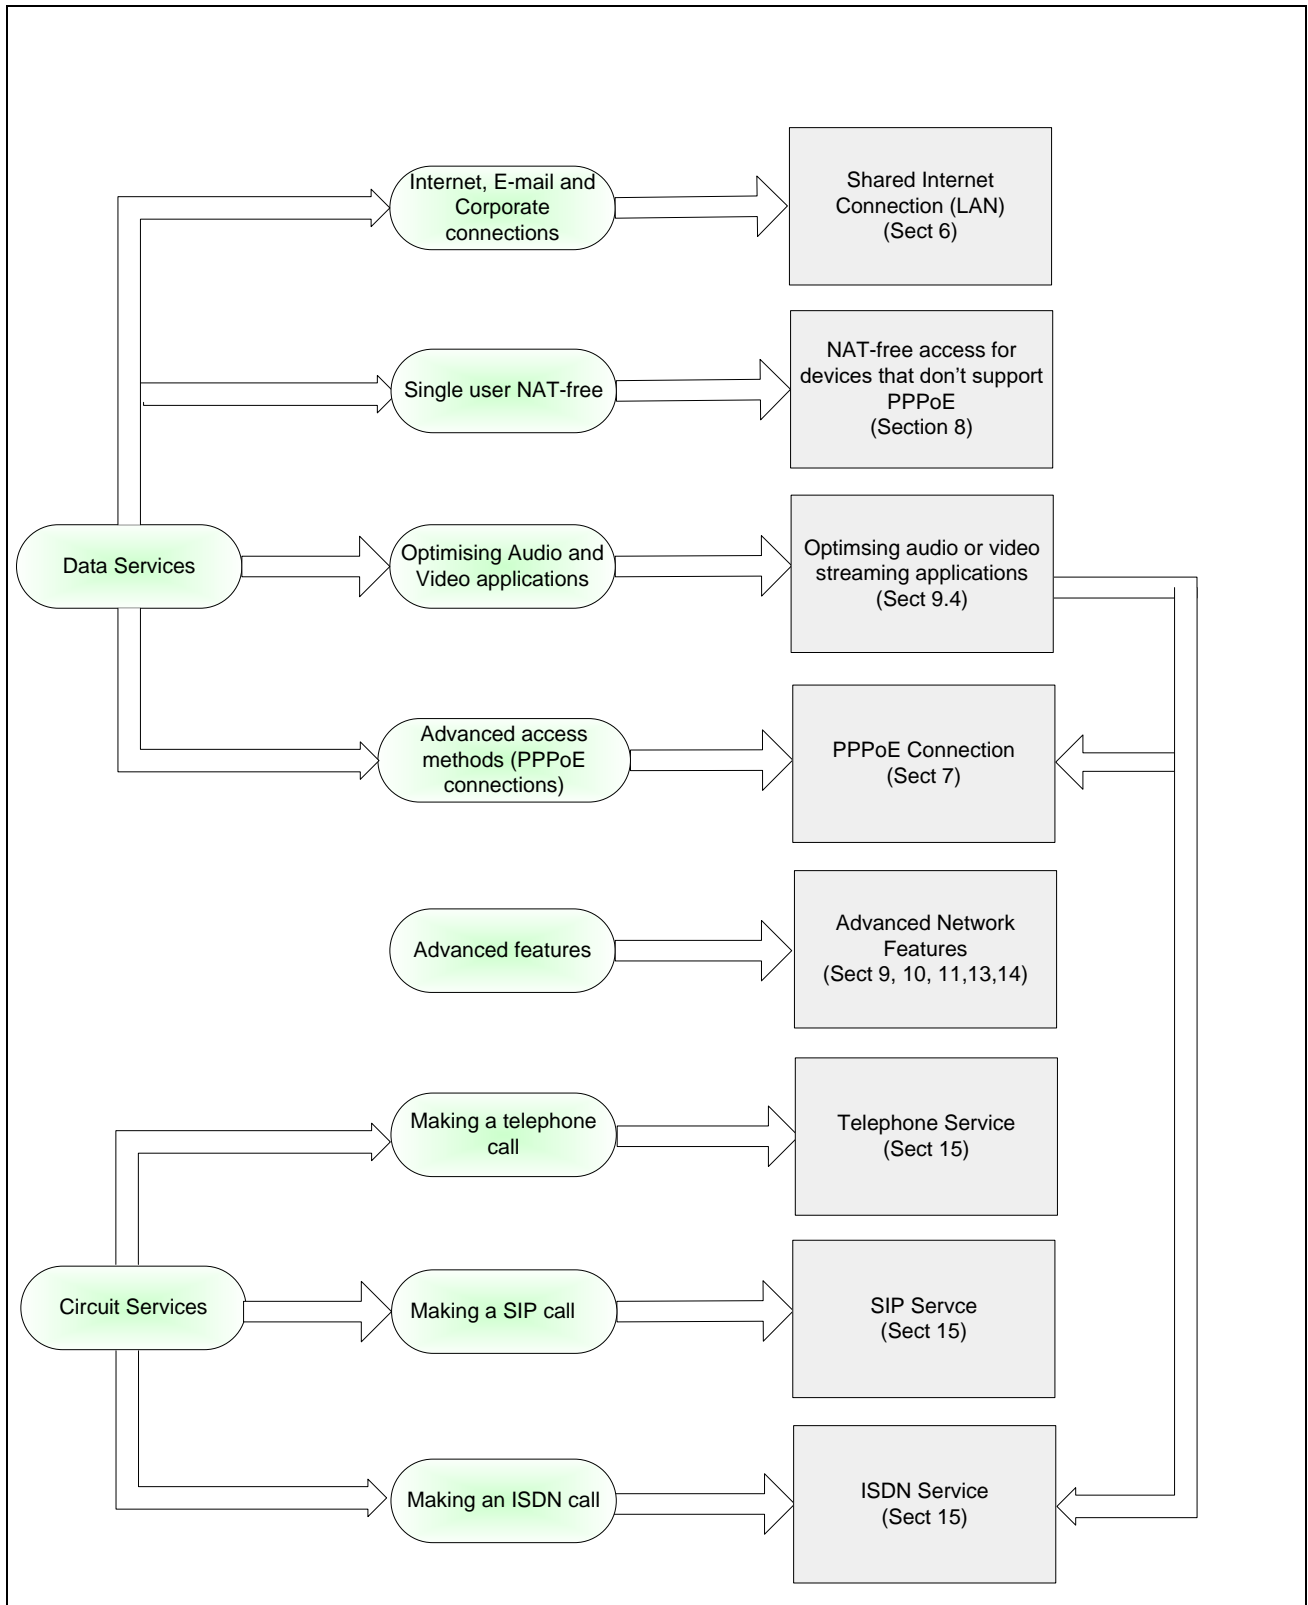 Internet, E-mail and
Corporate
connections
Shared Internet
Connection (LAN)
(Sect 6)
Single user NAT-free
NAT-free access for
devices that don’t support
PPPoE
(Section 8)
Data Services
Optimising Audio and
Video applications
Optimsing audio or video
streaming applications
(Sect 9.4)
Advanced access
methods (PPPoE
connections)
PPPoE Connection
(Sect 7)
Advanced features
Advanced Network
Features
(Sect 9, 10, 11,13,14)
Making a telephone
call
Telephone Service
(Sect 15)
Circuit Services
Making a SIP call
SIP Servce
(Sect 15)
Making an ISDN call
ISDN Service
(Sect 15)